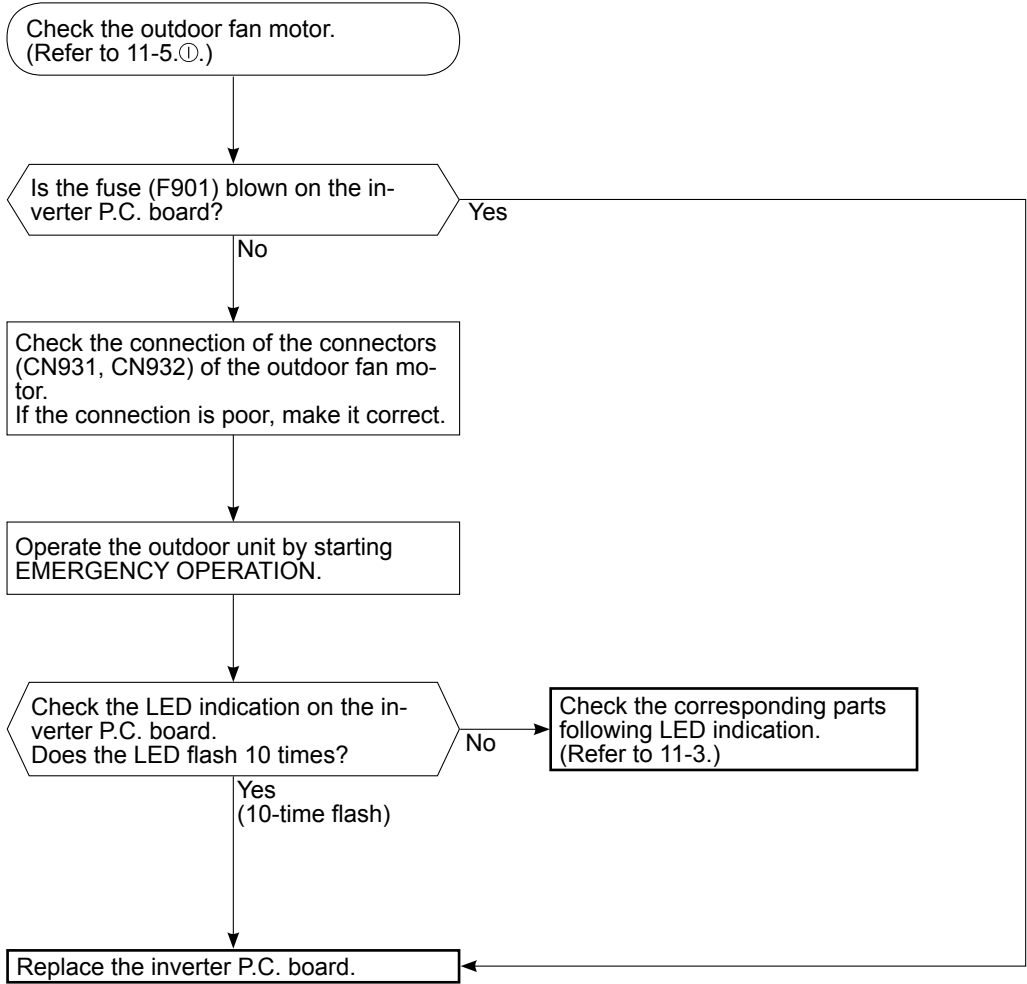 Check the outdoor fan motor.
(Refer to 11-5.Ⓘ.)
Is the fuse (F901) blown on the in-
verter P.C. board?
Yes
No
Check the connection of the connectors
(CN931, CN932) of the outdoor fan mo-
tor.
If the connection is poor, make it correct.
Operate the outdoor unit by starting
EMERGENCY OPERATION.
Check the LED indication on the in-
verter P.C. board.
Does the LED flash 10 times?
No
Check the corresponding parts
following LED indication.
(Refer to 11-3.)
Yes
(10-time flash)
Replace the inverter P.C. board.